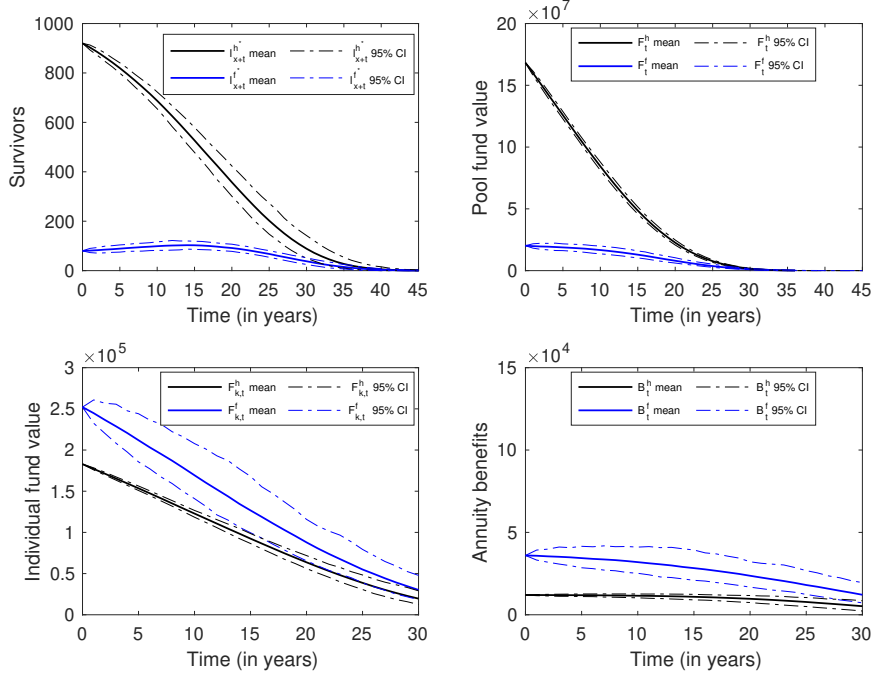 1000
800
600
400
200
0
Survivors
l^{h*}_{x+t} mean
l^{h*}_{x+t} 95% CI
l^{f*}_{x+t} mean
l^{f*}_{x+t} 95% CI
0 5 10 15 20 25 30 35 40 45
Time (in years)
×10^7
20
15
10
5
0
Pool fund value
F^h_t mean
F^h_t 95% CI
F^f_t mean
F^f_t 95% CI
0 5 10 15 20 25 30 35 40 45
Time (in years)
×10^5
3
2.5
2
1.5
1
0.5
0
Individual fund value
F^h_{k,t} mean
F^h_{k,t} 95% CI
F^f_{k,t} mean
F^f_{k,t} 95% CI
0 5 10 15 20 25 30
Time (in years)
×10^4
15
10
5
0
Annuity benefits
B^h_t mean
B^h_t 95% CI
B^f_t mean
B^f_t 95% CI
0 5 10 15 20 25 30
Time (in years)